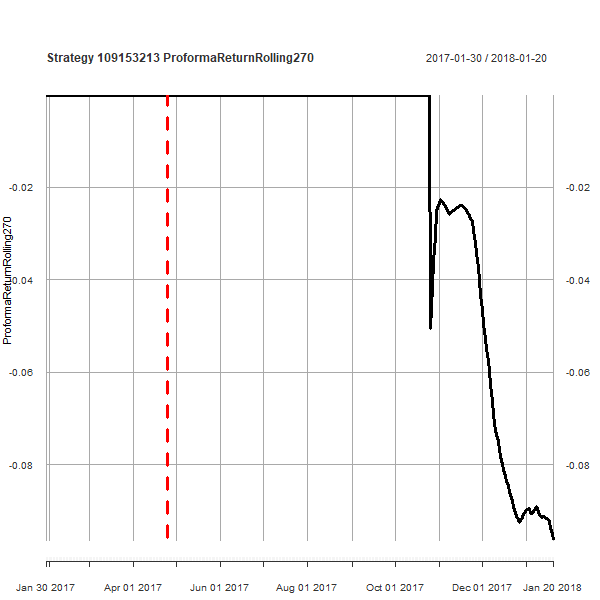 Strategy 109153213 ProformaReturnRolling270
2017-01-30 / 2018-01-20
ProformaReturnRolling270
-0.02 -0.02
-0.04 -0.04
-0.06 -0.06
-0.08 -0.08
Jan 30 2017 Apr 01 2017 Jun 01 2017 Aug 01 2017 Oct 01 2017 Dec 01 2017 Jan 20 2018